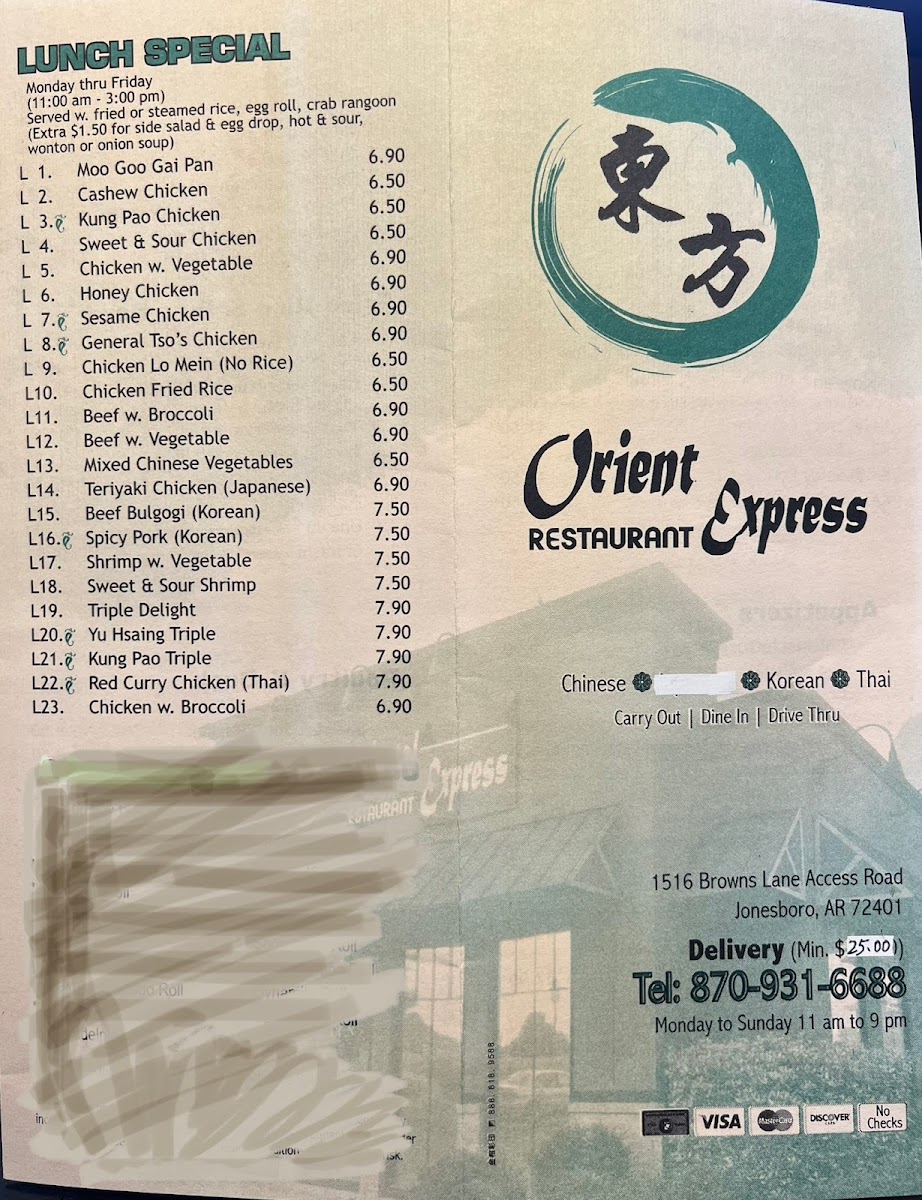 LUNCH SPECIAL
Monday thru Friday
(11:00 am - 3:00 pm)
Served w. fried or steamed rice, egg roll, crab rangoon
(Extra $1.50 for side salad & egg drop, hot & sour,
wonton or onion soup)
L 1. Moo Goo Gai Pan 6.90
L 2. Cashew Chicken 6.50
L 3. Kung Pao Chicken 6.50
L 4. Sweet & Sour Chicken 6.50
L 5. Chicken w. Vegetable 6.90
L 6. Honey Chicken 6.90
L 7. Sesame Chicken 6.90
L 8. General Tso's Chicken 6.90
L 9. Chicken Lo Mein (No Rice) 6.50
L10. Chicken Fried Rice 6.50
L11. Beef w. Broccoli 6.90
L12. Beef w. Vegetable 6.90
L13. Mixed Chinese Vegetables 6.50
L14. Teriyaki Chicken (Japanese) 6.90
L15. Beef Bulgogi (Korean) 7.50
L16. Spicy Pork (Korean) 7.50
L17. Shrimp w. Vegetable 7.50
L18. Sweet & Sour Shrimp 7.50
L19. Triple Delight 7.90
L20. Yu Hsaing Triple 7.90
L21. Kung Pao Triple 7.90
L22. Red Curry Chicken (Thai) 7.90
L23. Chicken w. Broccoli 6.90
Roll
東方
Orient
RESTAURANT Express
Chinese Korean Thai
Carry Out | Dine In | Drive Thru
Express
RESTAURANT
1516 Browns Lane Access Road
Jonesboro, AR 72401
Delivery (Min. $25.00)
Tel: 870-931-6688
Monday to Sunday 11 am to 9 pm
888.818.9588
VISA
MasterCard
DISCOVER
No
Checks